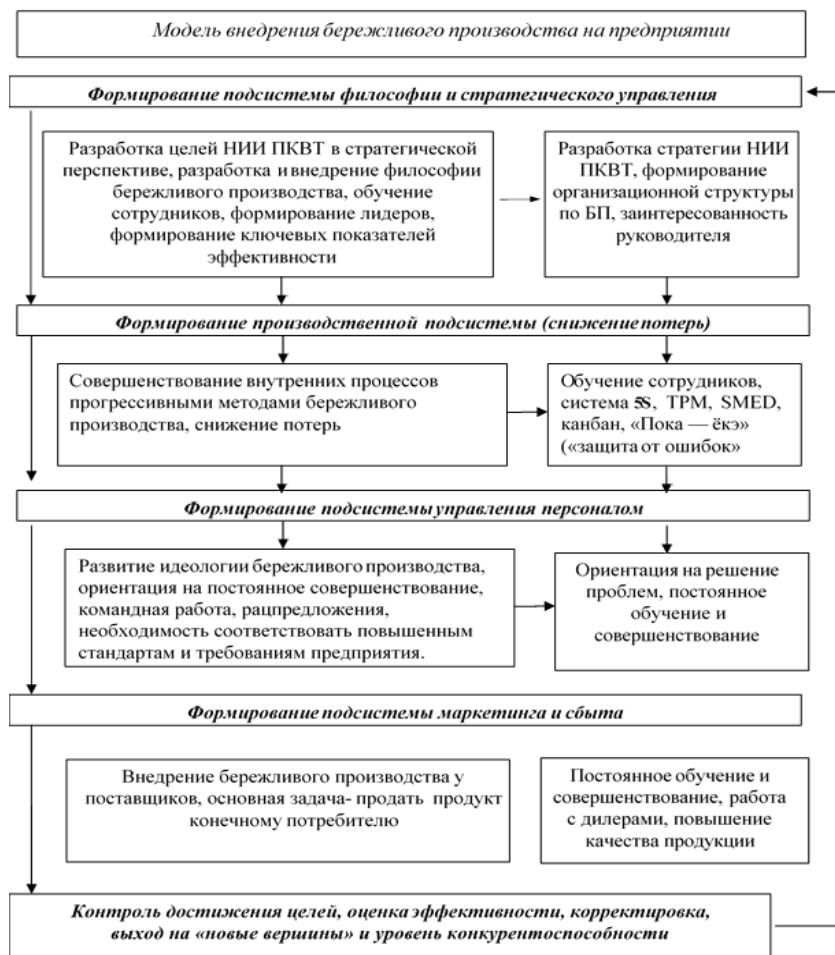 Модель внедрения бережливого производства на предприятии
Формирование подсистемы философии и стратегического управления
Разработка целей НИИ ПКВТ в стратегической
перспективе, разработка и внедрение философии
бережливого производства, обучение
сотрудников, формирование лидеров,
формирование ключевых показателей
эффективности
Разработка стратегии НИИ
ПКВТ, формирование
организационной структуры
по БП, заинтересованность
руководителя
Формирование производственной подсистемы (снижение потерь)
Совершенствование внутренних процессов
прогрессивными методами бережливого
производства, снижение потерь
Обучение сотрудников,
система 5S, TPM, SMED,
канбан, «Пока — ёкэ»
(«защита от ошибок»
Формирование подсистемы управления персоналом
Развитие идеологии бережливого производства,
ориентация на постоянное совершенствование,
командная работа, рацпредложения,
необходимость соответствовать повышенным
стандартам и требованиям предприятия.
Ориентация на решение
проблем, постоянное
обучение и
совершенствование
Формирование подсистемы маркетинга и сбыта
Внедрение бережливого производства у
поставщиков, основная задача- продать продукт
конечному потребителю
Постоянное обучение и
совершенствование, работа
с дилерами, повышение
качества продукции
Контроль достижения целей, оценка эффективности, корректировка,
выход на «новые вершины» и уровень конкурентоспособности